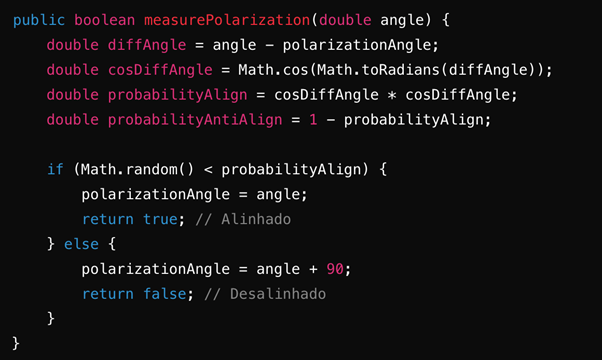 public boolean measurePolarization(double angle) {
    double diffAngle = angle - polarizationAngle;
    double cosDiffAngle = Math.cos(Math.toRadians(diffAngle));
    double probabilityAlign = cosDiffAngle * cosDiffAngle;
    double probabilityAntiAlign = 1 - probabilityAlign;

    if (Math.random() < probabilityAlign) {
        polarizationAngle = angle;
        return true; // Alinhado
    } else {
        polarizationAngle = angle + 90;
        return false; // Desalinhado
    }
}